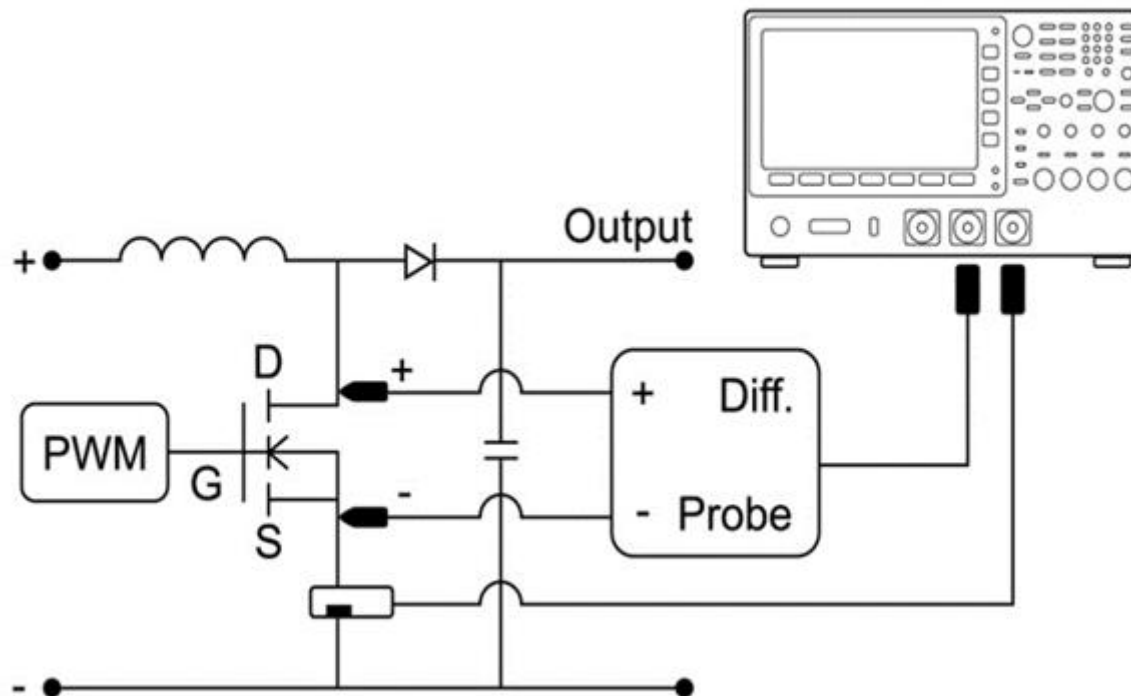 Output
+
D
+
+
Diff.
PWM
G
-
-
Probe
S
-